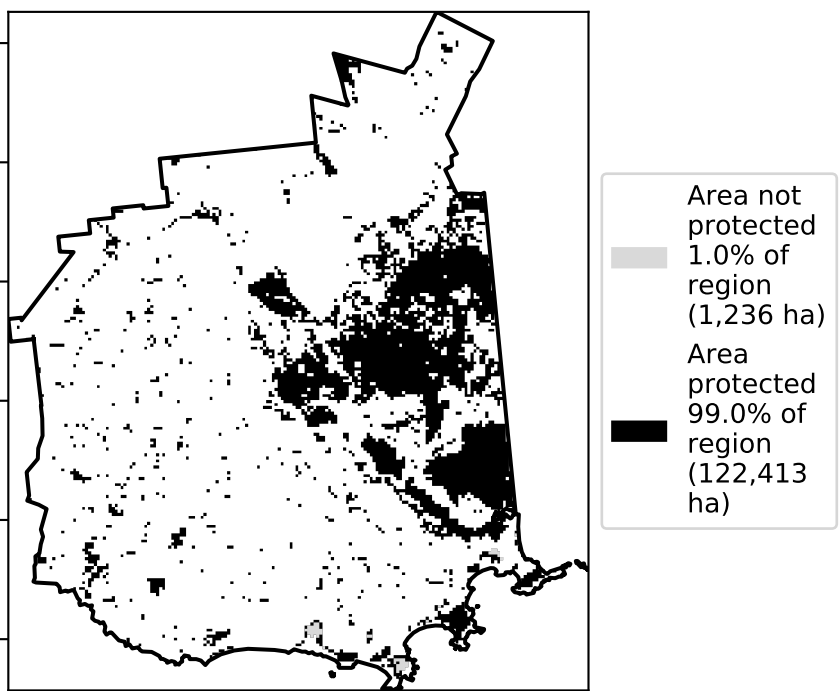 Area not
protected
1.0% of
region
(1,236 ha)
Area
protected
99.0% of
region
(122,413
ha)